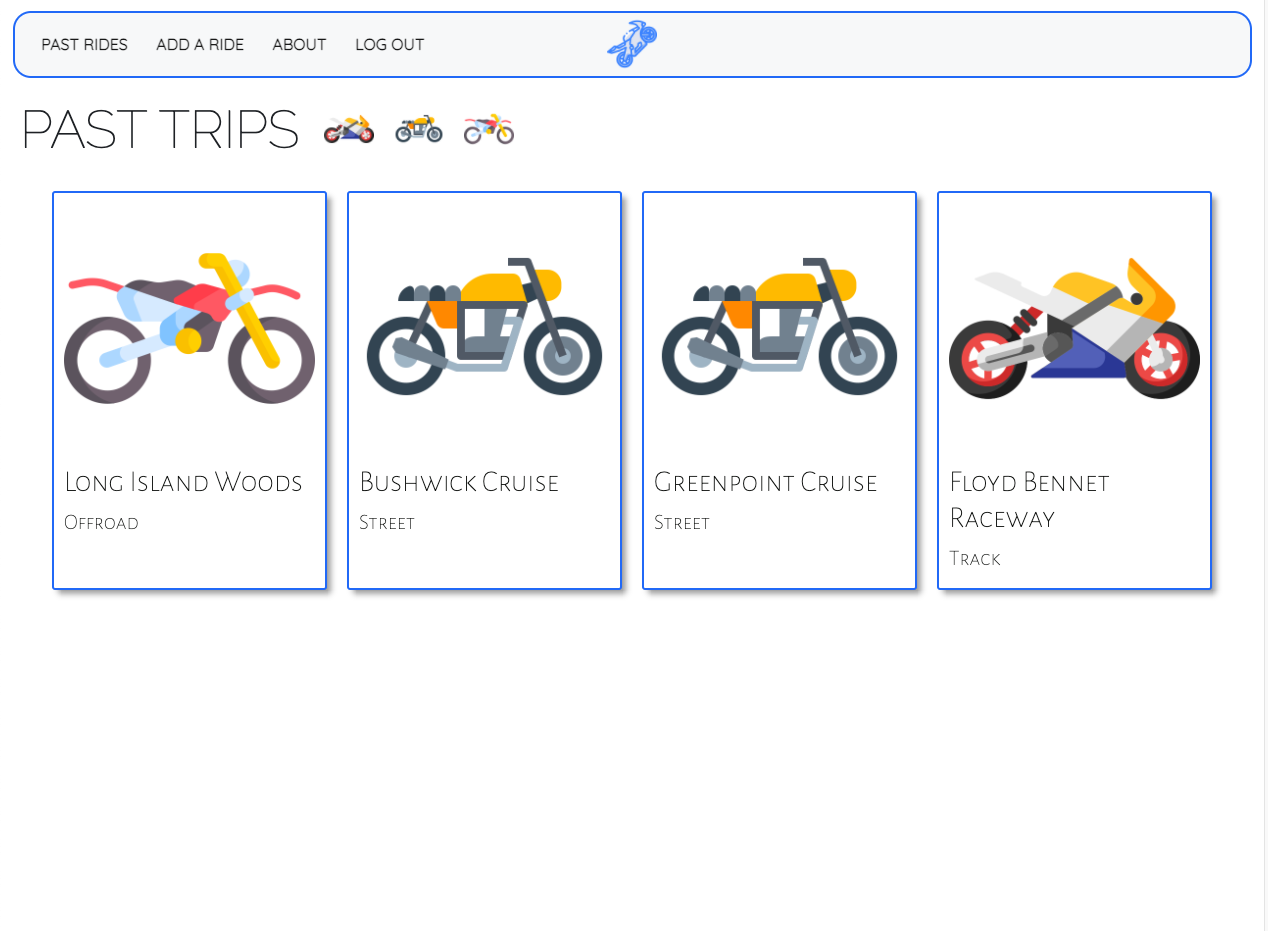 PAST RIDES ADD A RIDE ABOUT LOG OUT
PAST TRIPS
Long Island Woods
Offroad
Bushwick Cruise
Street
Greenpoint Cruise
Street
Floyd Bennet
Raceway
Track